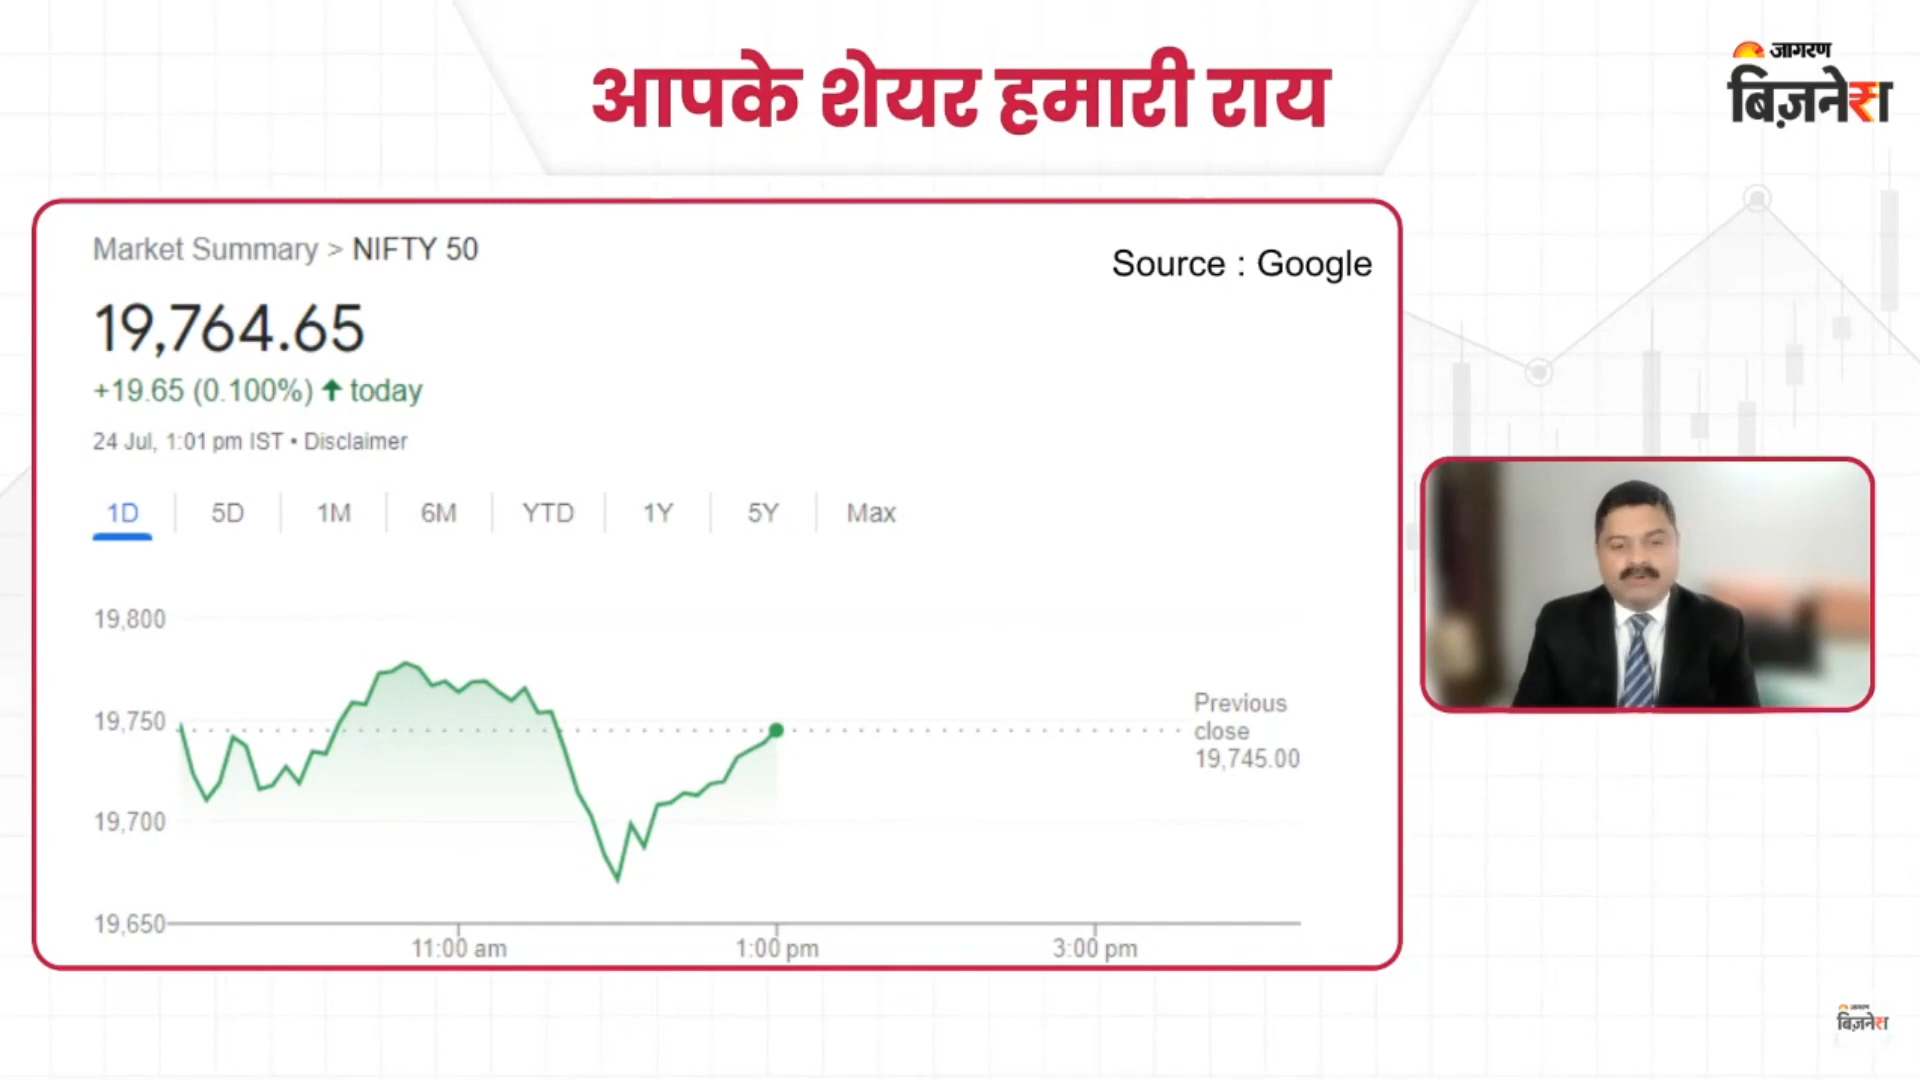 आपके शेयर हमारी राय
जागरण
बिज़नेस
Market Summary > NIFTY 50
Source : Google
19,764.65
+19.65 (0.100%) ↑ today
24 Jul, 1:01 pm IST • Disclaimer
1D 5D 1M 6M YTD 1Y 5Y Max
19,800
19,750
19,700
19,650
Previous
close
19,745.00
11:00 am 1:00 pm 3:00 pm
जागरण
बिज़नेस